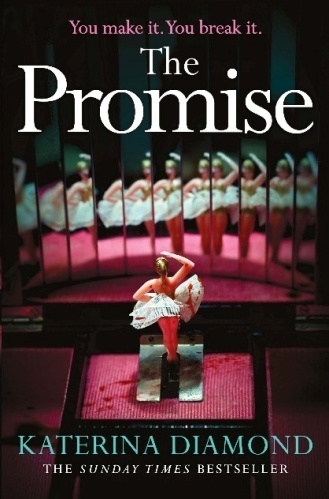 You make it. You break it.
The
Promise
KATERINA DIAMOND
THE SUNDAY TIMES BESTSELLER